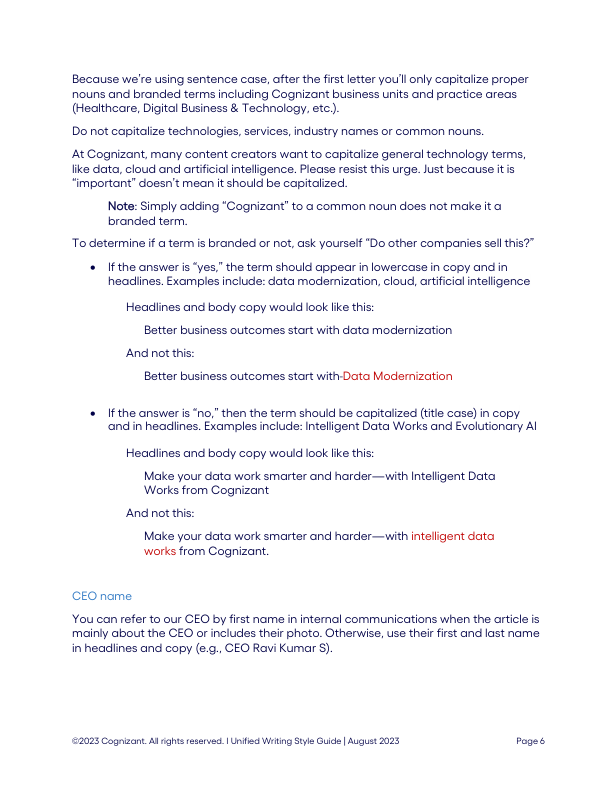 Because we're using sentence case, after the first letter you'll only capitalize proper
nouns and branded terms including Cognizant business units and practice areas
(Healthcare, Digital Business & Technology, etc.).
Do not capitalize technologies, services, industry names or common nouns.
At Cognizant, many content creators want to capitalize general technology terms,
like data, cloud and artificial intelligence. Please resist this urge. Just because it is
“important” doesn't mean it should be capitalized.
Note: Simply adding “Cognizant” to a common noun does not make it a
branded term.
To determine if a term is branded or not, ask yourself “Do other companies sell this?”
• If the answer is “yes,” the term should appear in lowercase in copy and in
headlines. Examples include: data modernization, cloud, artificial intelligence
Headlines and body copy would look like this:
Better business outcomes start with data modernization
And not this:
Better business outcomes start with-Data Modernization
• If the answer is “no,” then the term should be capitalized (title case) in copy
and in headlines. Examples include: Intelligent Data Works and Evolutionary AI
Headlines and body copy would look like this:
Make your data work smarter and harder—with Intelligent Data
Works from Cognizant
And not this:
Make your data work smarter and harder—with intelligent data
works from Cognizant.
CEO name
You can refer to our CEO by first name in internal communications when the article is
mainly about the CEO or includes their photo. Otherwise, use their first and last name
in headlines and copy (e.g., CEO Ravi Kumar S).
©2023 Cognizant. All rights reserved. I Unified Writing Style Guide | August 2023 Page 6